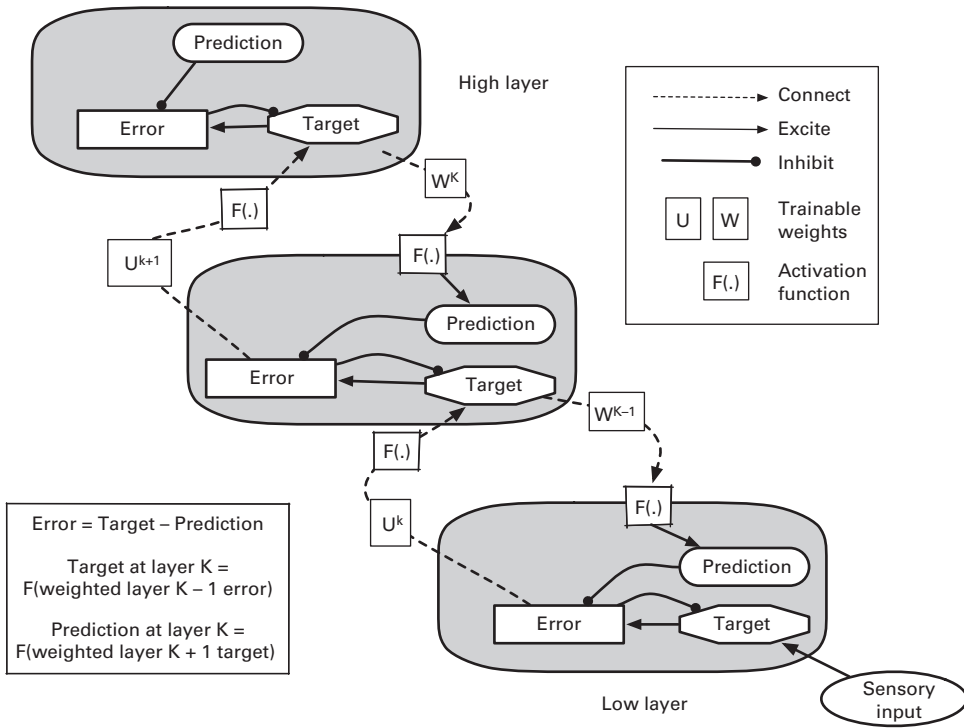 Prediction
High layer
Error
Target
W^K
F(.)
U^k+1
F(.)
Connect
Excite
Inhibit
U W Trainable
weights
F(.) Activation
function
Prediction
Error
Target
W^K–1
F(.)
U^k
F(.)
Prediction
Error
Target
Low layer
Sensory
input
Error = Target – Prediction
Target at layer K =
F(weighted layer K – 1 error)
Prediction at layer K =
F(weighted layer K + 1 target)